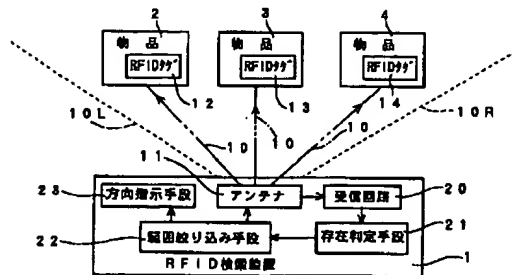 2
3
4
物品
物品
物品
RFIDタグ
RFIDタグ
RFIDタグ
12
13
14
10L
10
10
10
10R
11
23
方向指示手段
アンテナ
受信回路
20
22
範囲絞り込み手段
存在判定手段
21
RFID検索装置
1